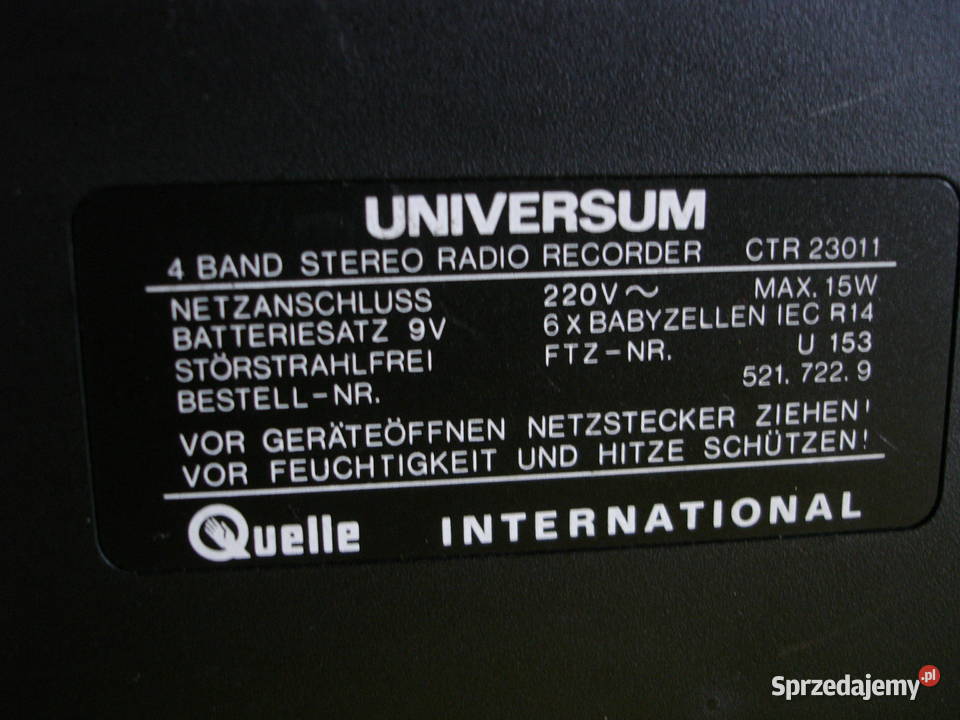 UNIVERSUM
4 BAND STEREO RADIO RECORDER CTR 23011
NETZANSCHLUSS 220V~ MAX. 15W
BATTERIESATZ 9V 6 x BABYZELLEN IEC R14
STÖRSTRAHLFREI FTZ-NR. U 153
BESTELL-NR. 521. 722. 9
VOR GERÄTEÖFFNEN NETZSTECKER ZIEHEN!
VOR FEUCHTIGKEIT UND HITZE SCHÜTZEN!
Quelle INTERNATIONAL
Sprzedajemy.pl